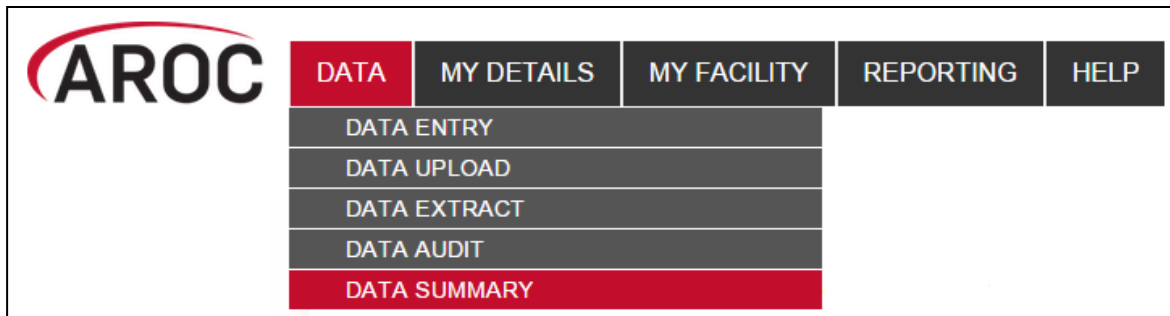 AROC DATA MY DETAILS MY FACILITY REPORTING HELP
DATA ENTRY
DATA UPLOAD
DATA EXTRACT
DATA AUDIT
DATA SUMMARY